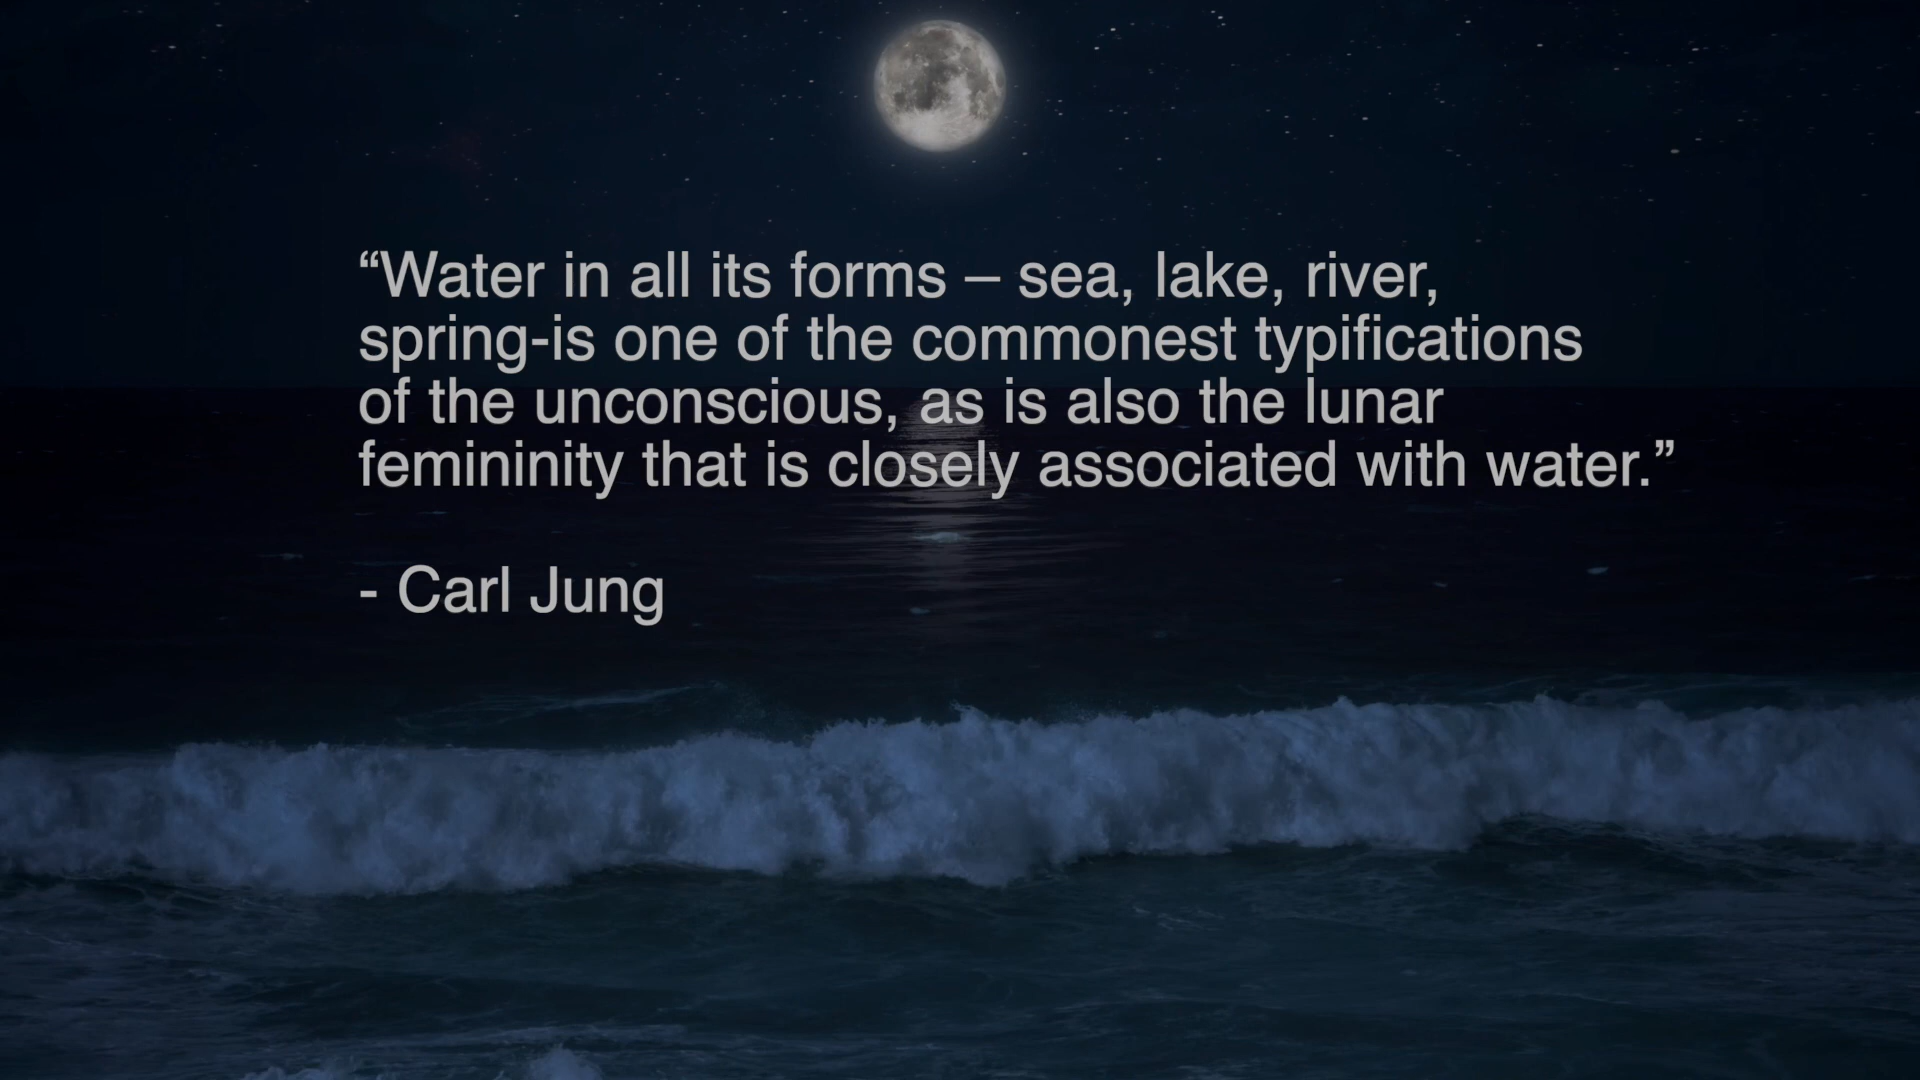 “Water in all its forms – sea, lake, river,
spring-is one of the commonest typifications
of the unconscious, as is also the lunar
femininity that is closely associated with water.”
- Carl Jung